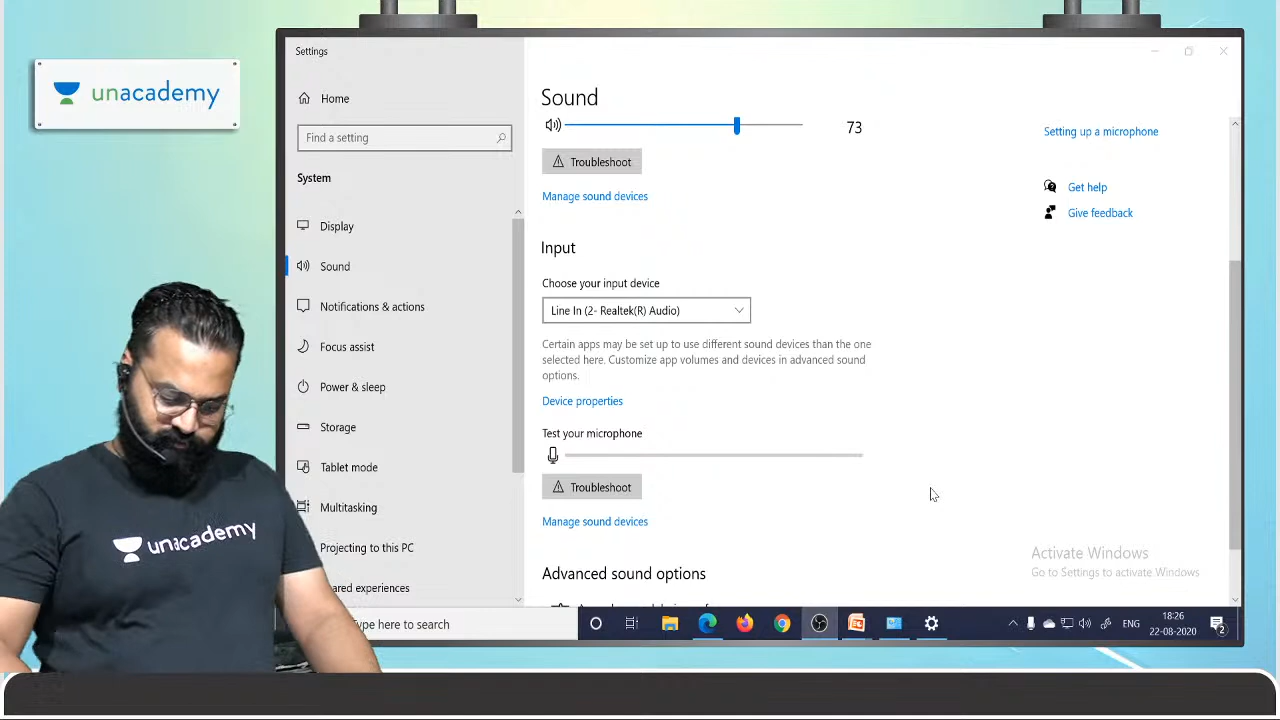 unacademy
Settings
Home
Find a setting
System
Display
Sound
Notifications & actions
Focus assist
Power & sleep
Storage
Tablet mode
Multitasking
Projecting to this PC
ared experiences
Sound
73
Troubleshoot
Manage sound devices
Input
Choose your input device
Line In (2- Realtek(R) Audio)
Certain apps may be set up to use different sound devices than the one
selected here. Customize app volumes and devices in advanced sound
options.
Device properties
Test your microphone
Troubleshoot
Manage sound devices
Advanced sound options
Setting up a microphone
Get help
Give feedback
Activate Windows
Go to Settings to activate Windows
ype here to search
ENG
18:26
22-08-2020
2
unacademy